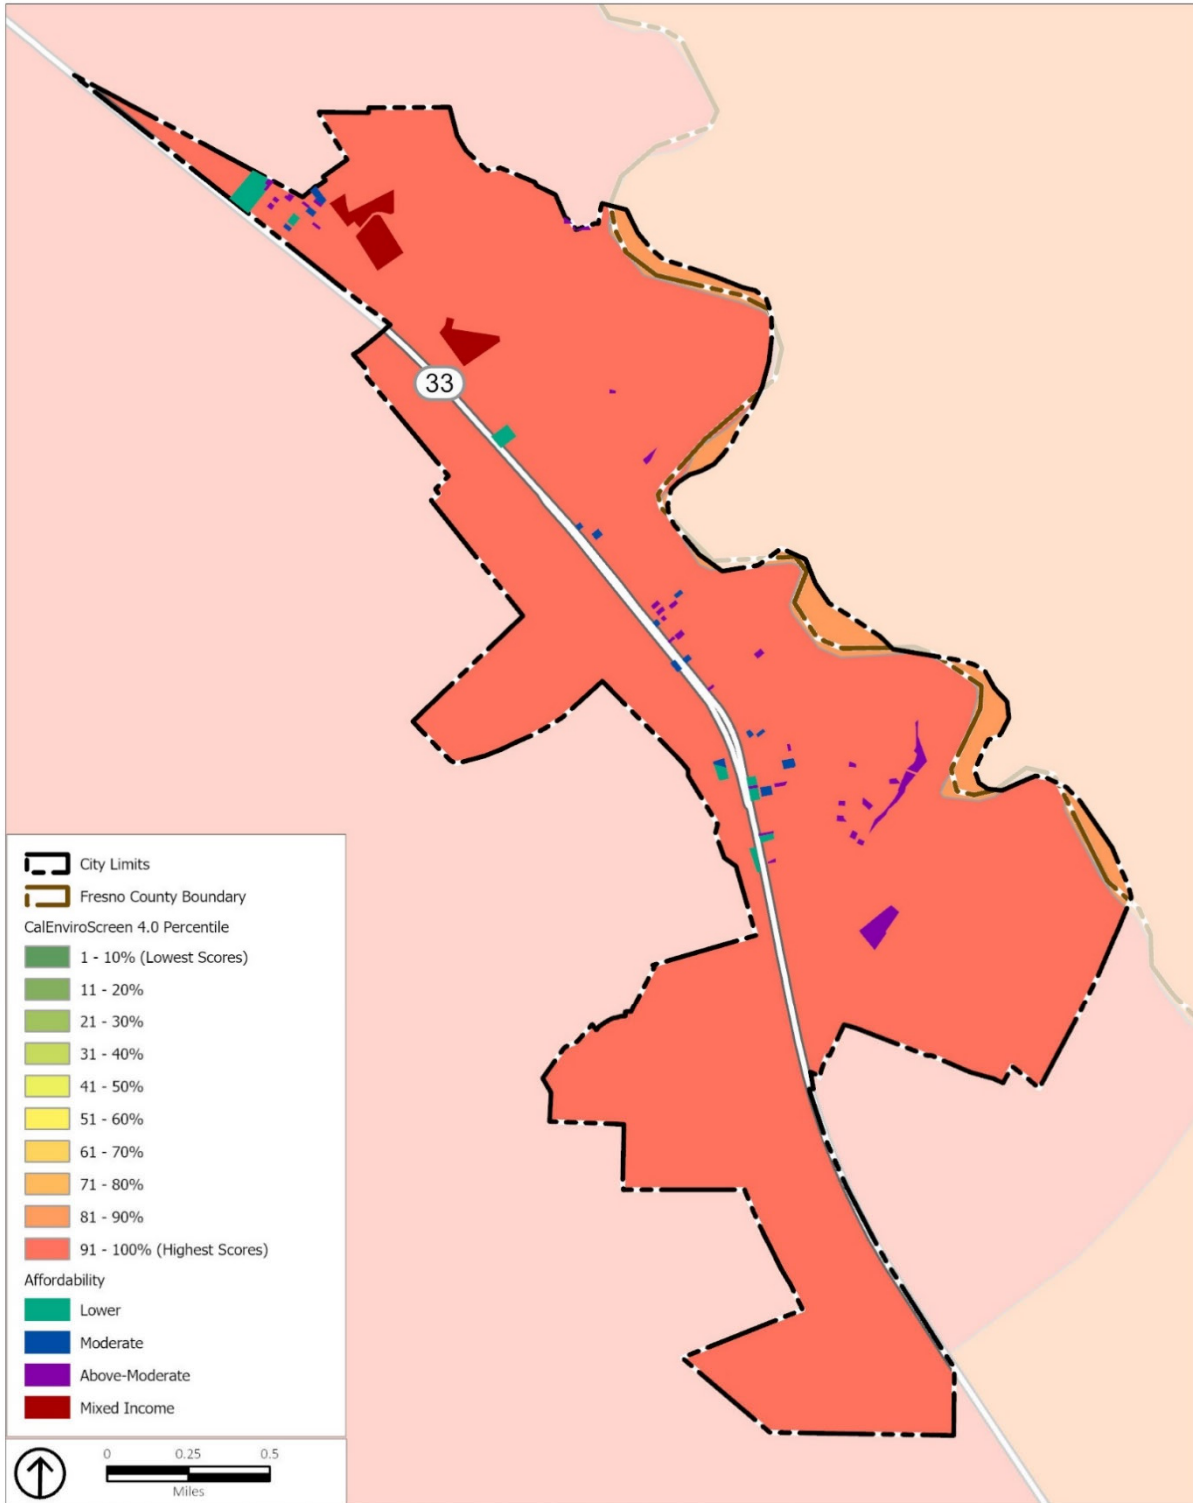 33
City Limits
Fresno County Boundary
CalEnviroScreen 4.0 Percentile
1 - 10% (Lowest Scores)
11 - 20%
21 - 30%
31 - 40%
41 - 50%
51 - 60%
61 - 70%
71 - 80%
81 - 90%
91 - 100% (Highest Scores)
Affordability
Lower
Moderate
Above-Moderate
Mixed Income
0 0.25 0.5
Miles